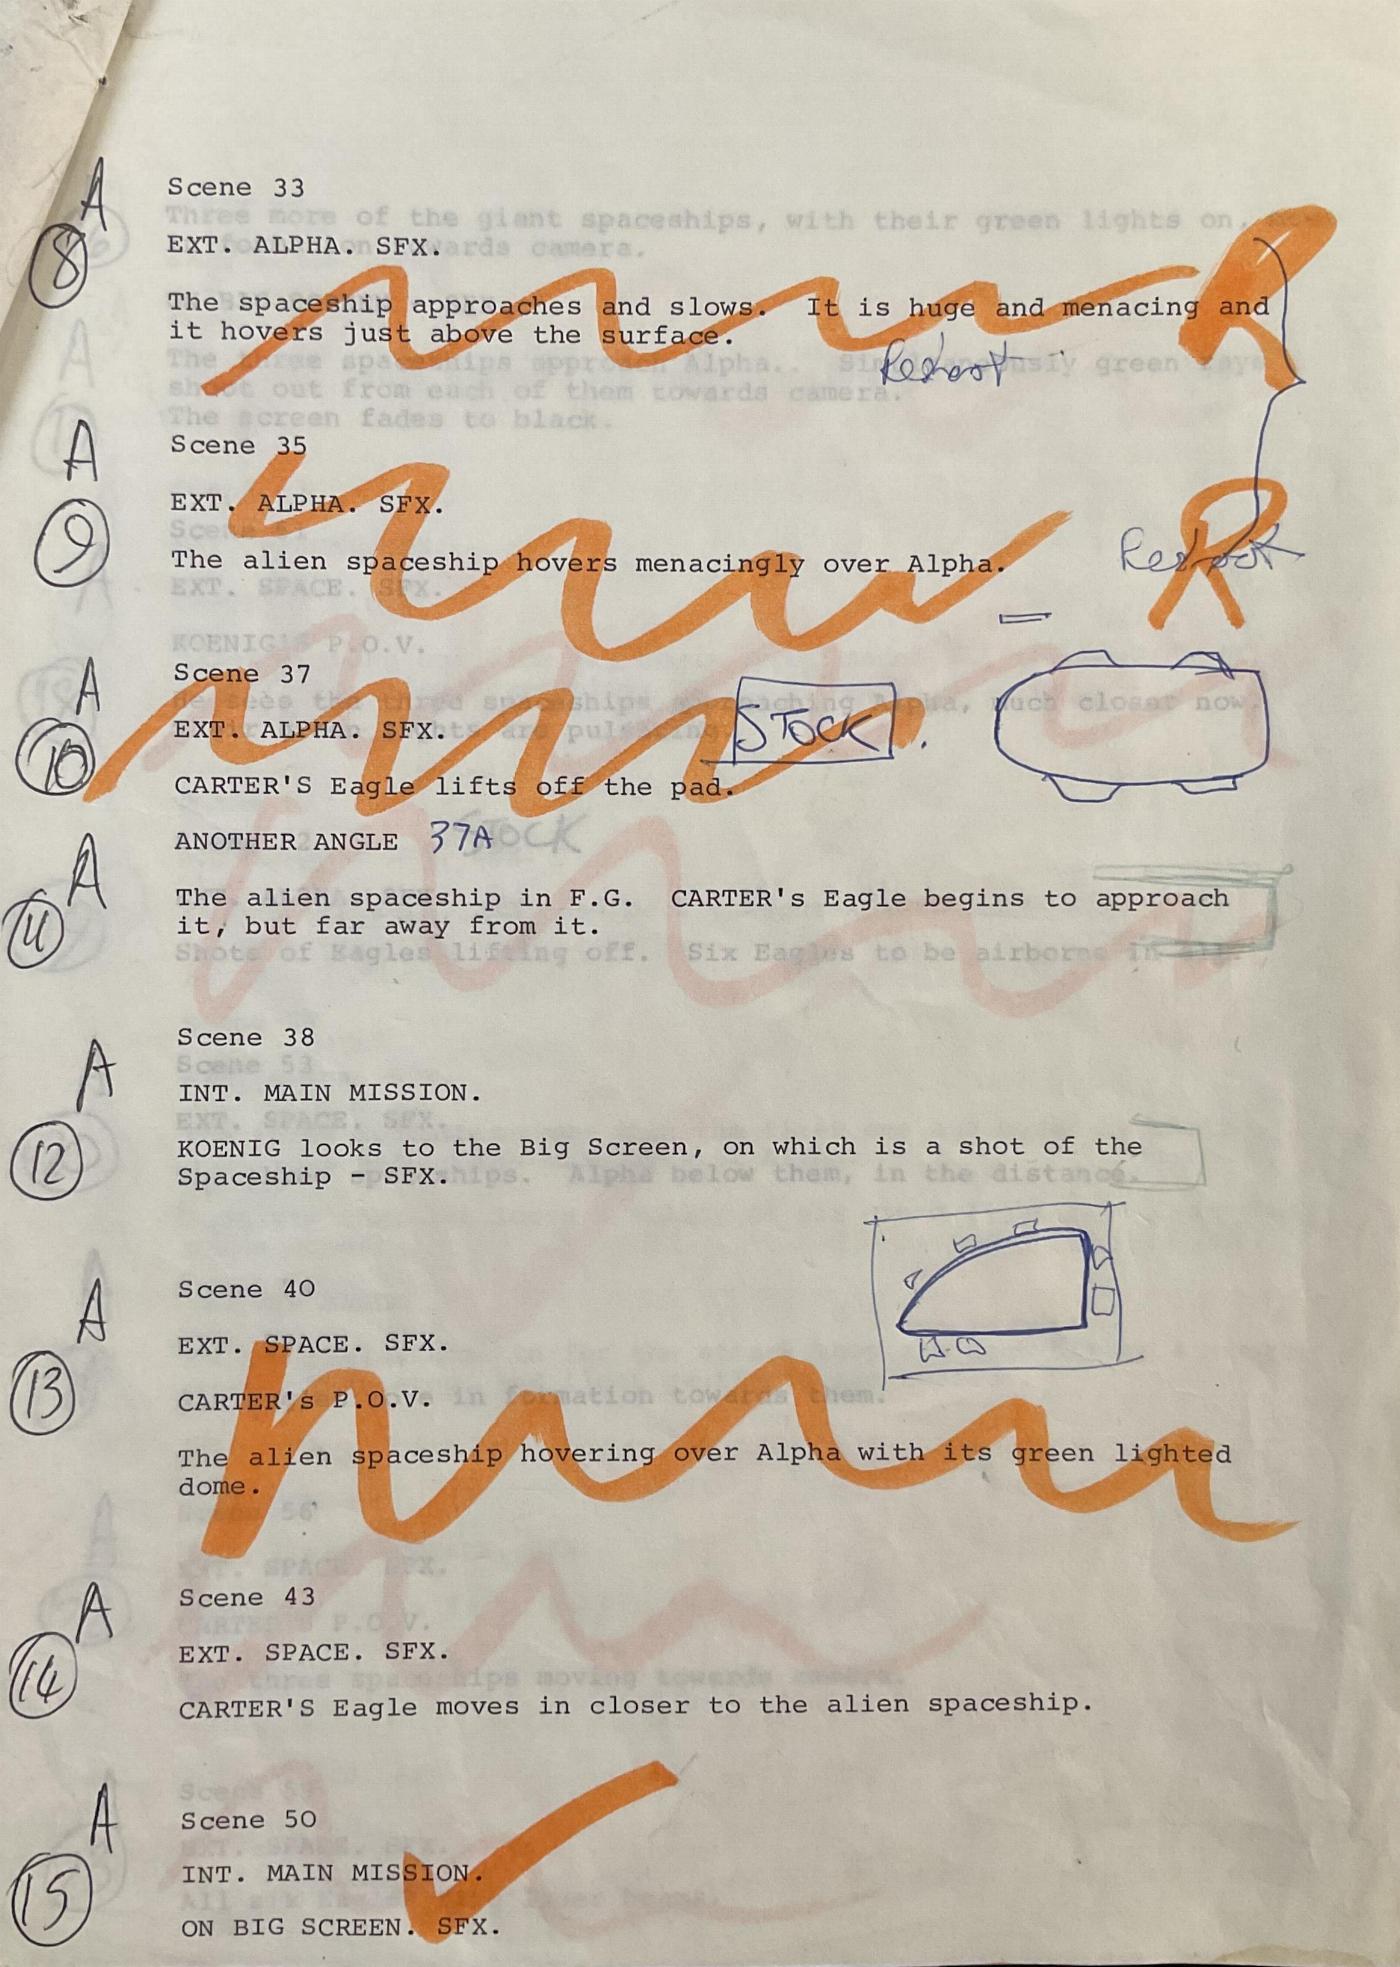 A
Scene 33
8
EXT. ALPHA. SFX.
R
The spaceship approaches and slows. It is huge and menacing and
it hovers just above the surface.
Reshoot
A
Scene 35
9
EXT. ALPHA. SFX.
The alien spaceship hovers menacingly over Alpha.
Reshoot
R
A
Scene 37
10
EXT. ALPHA. SFX.
STOCK.
CARTER'S Eagle lifts off the pad.
ANOTHER ANGLE 37A
A
11
The alien spaceship in F.G. CARTER's Eagle begins to approach
it, but far away from it.
Scene 38
A
INT. MAIN MISSION.
12
KOENIG looks to the Big Screen, on which is a shot of the
Spaceship - SFX.
A
Scene 40
EXT. SPACE. SFX.
13
CARTER's P.O.V.
The alien spaceship hovering over Alpha with its green lighted
dome.
A
Scene 43
14
EXT. SPACE. SFX.
CARTER'S Eagle moves in closer to the alien spaceship.
A
Scene 50
15
INT. MAIN MISSION.
ON BIG SCREEN. SFX.